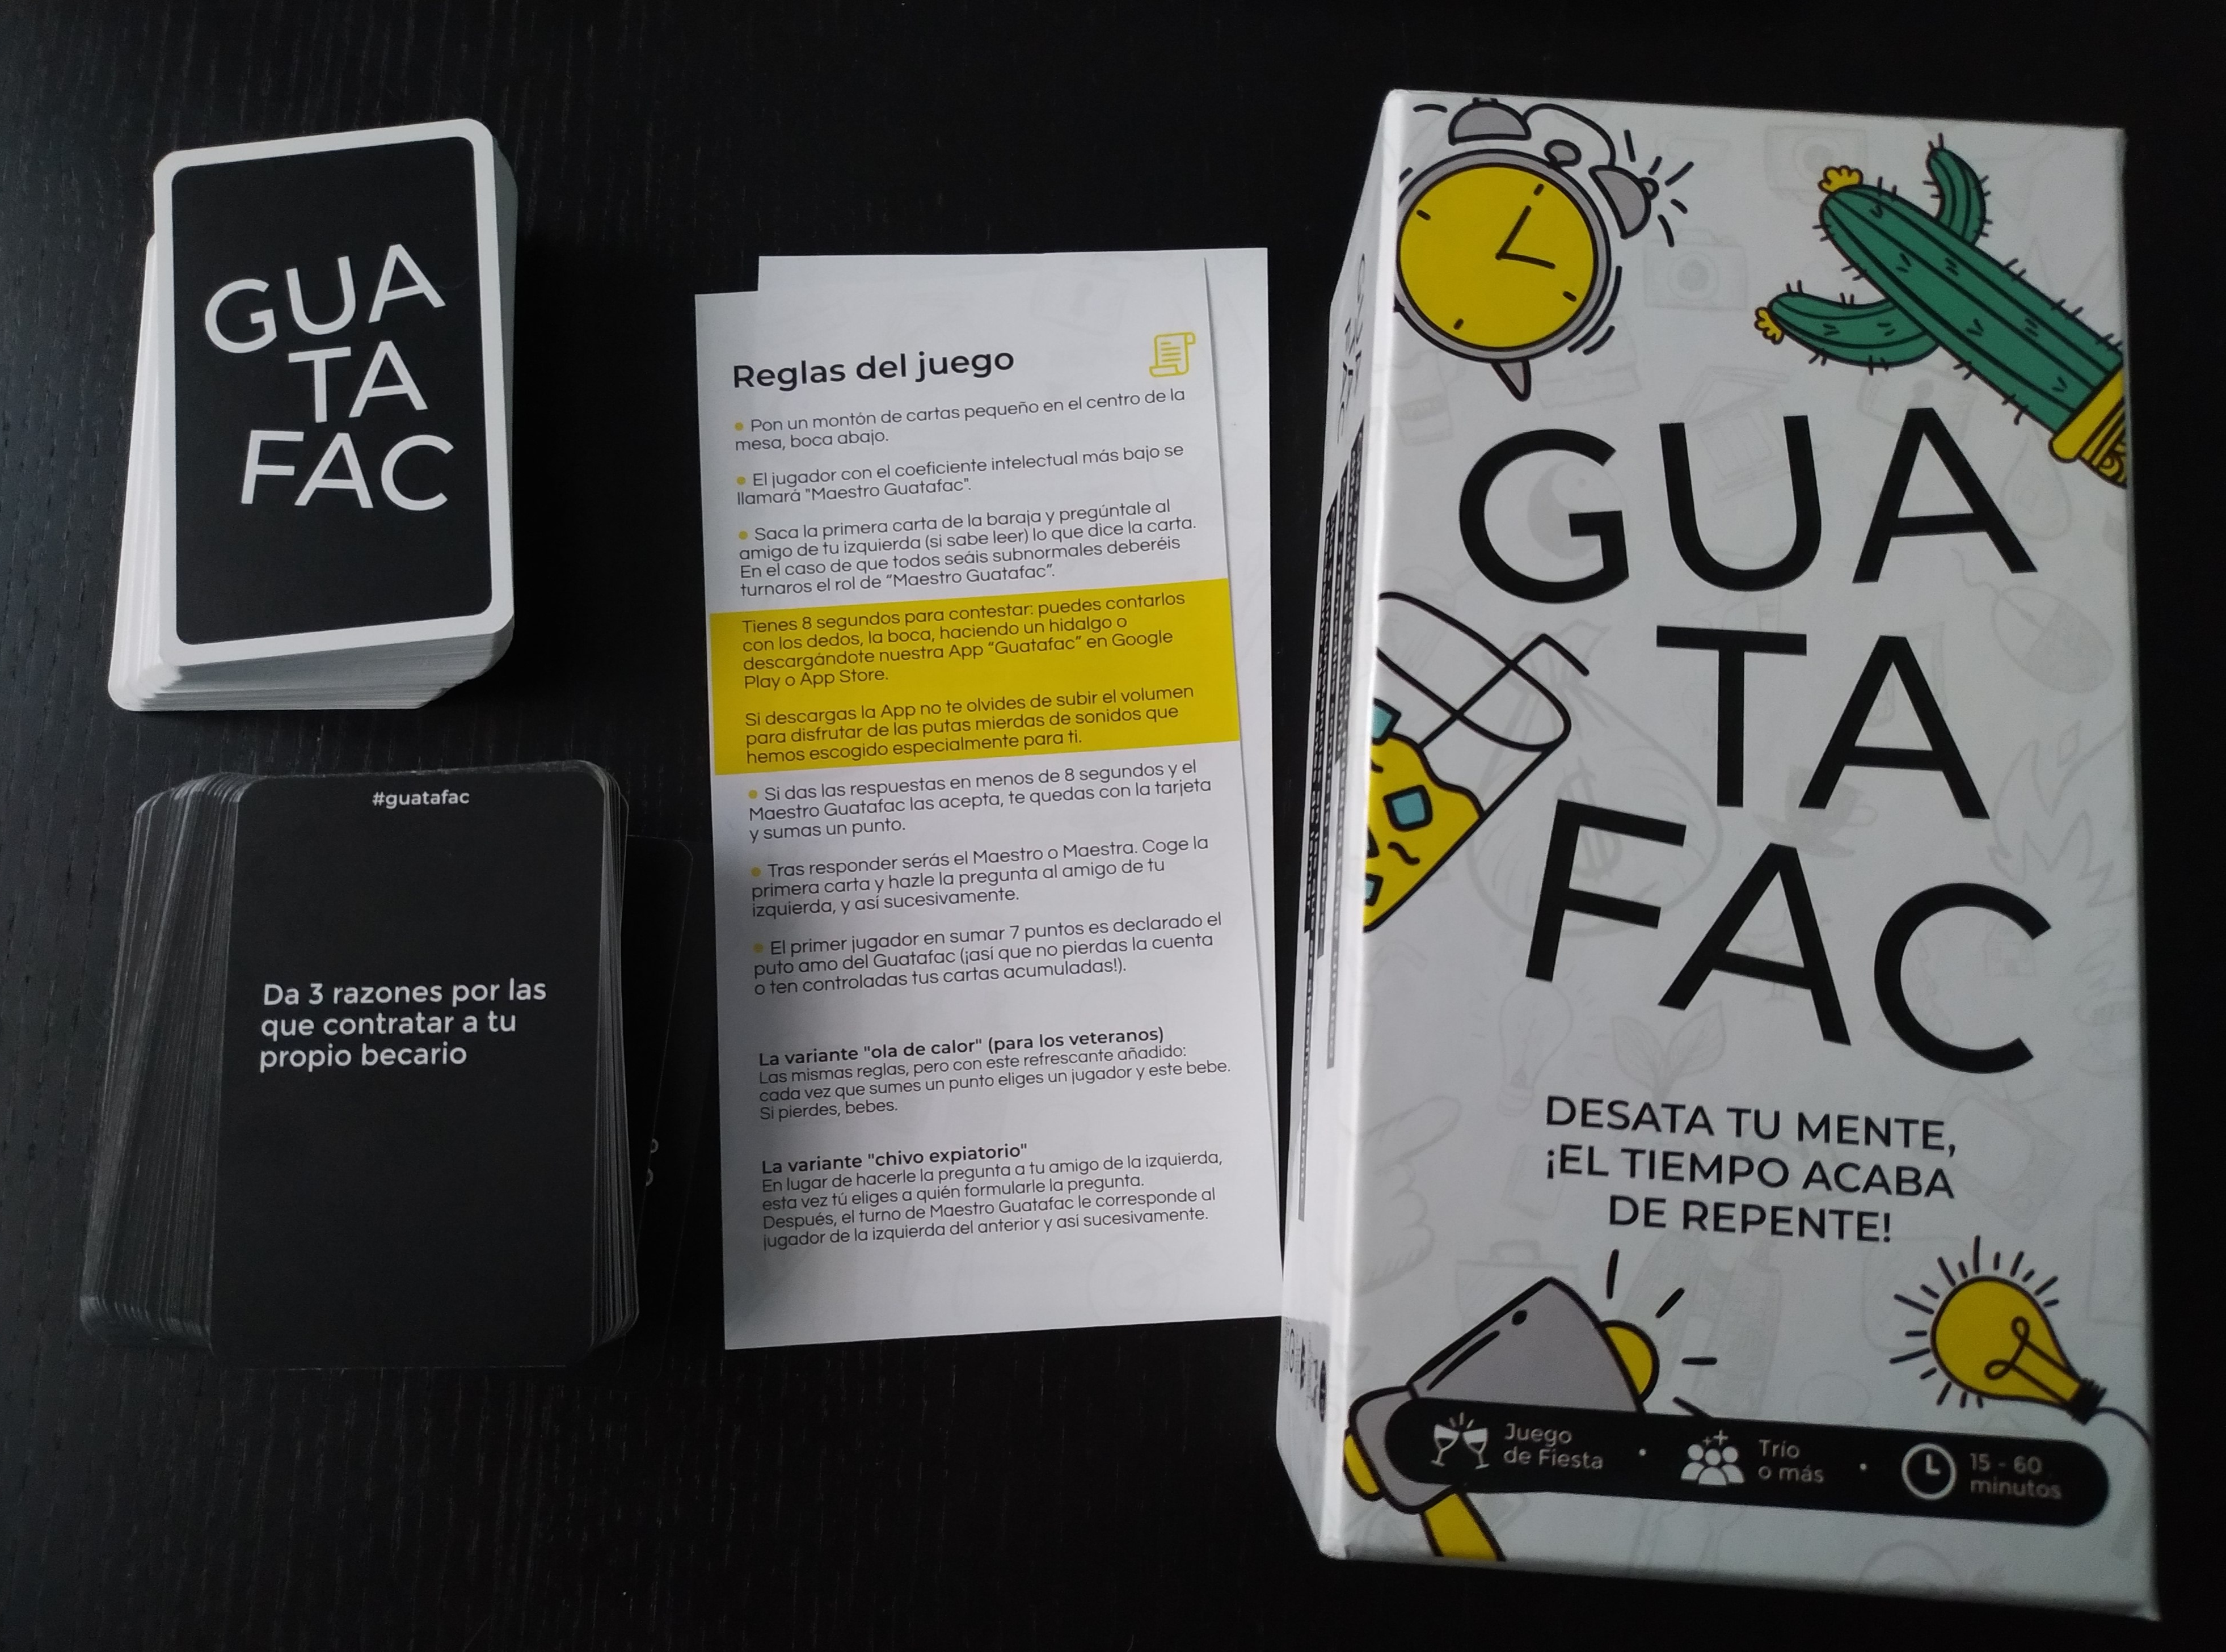 GUA
TA
FAC
#guatafac
Da 3 razones por las
que contratar a tu
propio becario
Reglas del juego
• Pon un montón de cartas pequeño en el centro de la
mesa, boca abajo.
• El jugador con el coeficiente intelectual más bajo se
llamará "Maestro Guatafac".
• Saca la primera carta de la baraja y pregúntale al
amigo de tu izquierda (si sabe leer) lo que dice la carta.
En el caso de que todos seáis subnormales deberéis
turnaros el rol de “Maestro Guatafac”.
Tienes 8 segundos para contestar: puedes contarlos
con los dedos, la boca, haciendo un hidalgo o
descargándote nuestra App “Guatafac” en Google
Play o App Store.
Si descargas la App no te olvides de subir el volumen
para disfrutar de las putas mierdas de sonidos que
hemos escogido especialmente para ti.
• Si das las respuestas en menos de 8 segundos y el
Maestro Guatafac las acepta, te quedas con la tarjeta
y sumas un punto.
• Tras responder serás el Maestro o Maestra. Coge la
primera carta y hazle la pregunta al amigo de tu
izquierda, y así sucesivamente.
• El primer jugador en sumar 7 puntos es declarado el
puto amo del Guatafac (¡así que no pierdas la cuenta
o ten controladas tus cartas acumuladas!).
La variante "ola de calor" (para los veteranos)
Las mismas reglas, pero con este refrescante añadido:
cada vez que sumes un punto eliges un jugador y este bebe.
Si pierdes, bebes.
La variante "chivo expiatorio"
En lugar de hacerle la pregunta a tu amigo de la izquierda,
esta vez tú eliges a quién formularle la pregunta.
Después, el turno de Maestro Guatafac le corresponde al
jugador de la izquierda del anterior y así sucesivamente.
GUA
TA
FAC
DESATA TU MENTE,
¡EL TIEMPO ACABA
DE REPENTE!
Juego
de Fiesta
Trío
o más
15 - 60
minutos